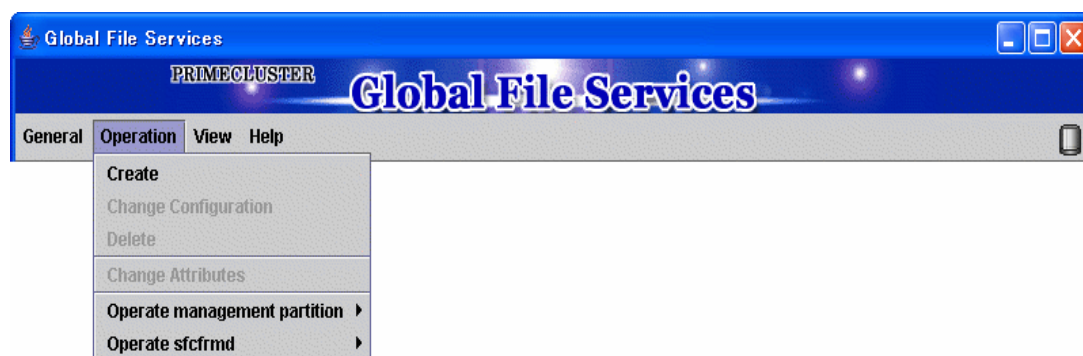 Global File Services
PRIMECLUSTER
Global File Services
General Operation View Help
Create
Change Configuration
Delete
Change Attributes
Operate management partition
Operate sfcfrmd